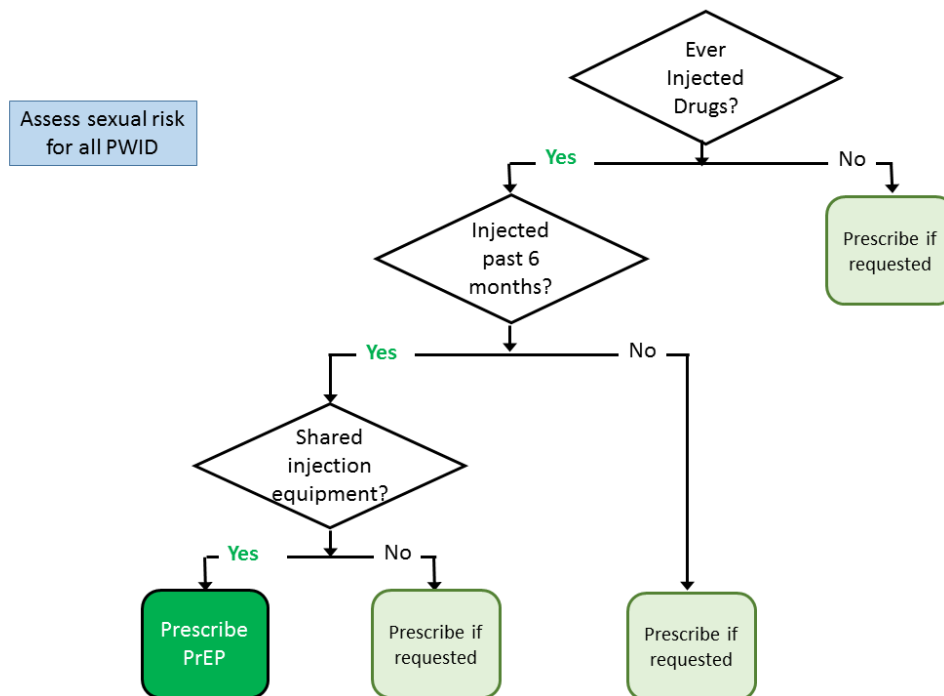 Ever
Injected
Drugs?
Assess sexual risk
for all PWID
Yes
No
Injected
past 6
months?
Prescribe if
requested
Yes
No
Shared
injection
equipment?
Yes
No
Prescribe
PrEP
Prescribe if
requested
Prescribe if
requested